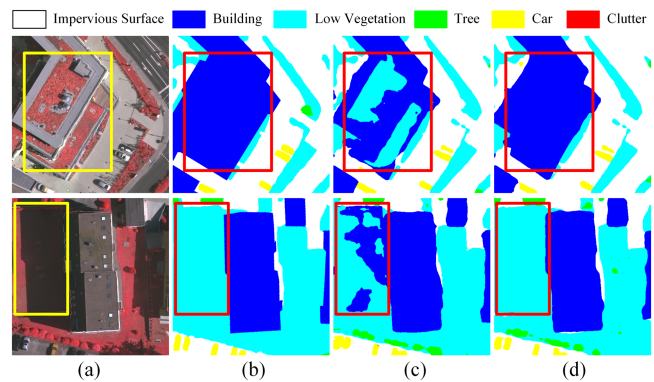 Impervious Surface Building Low Vegetation Tree Car Clutter
(a) (b) (c) (d)